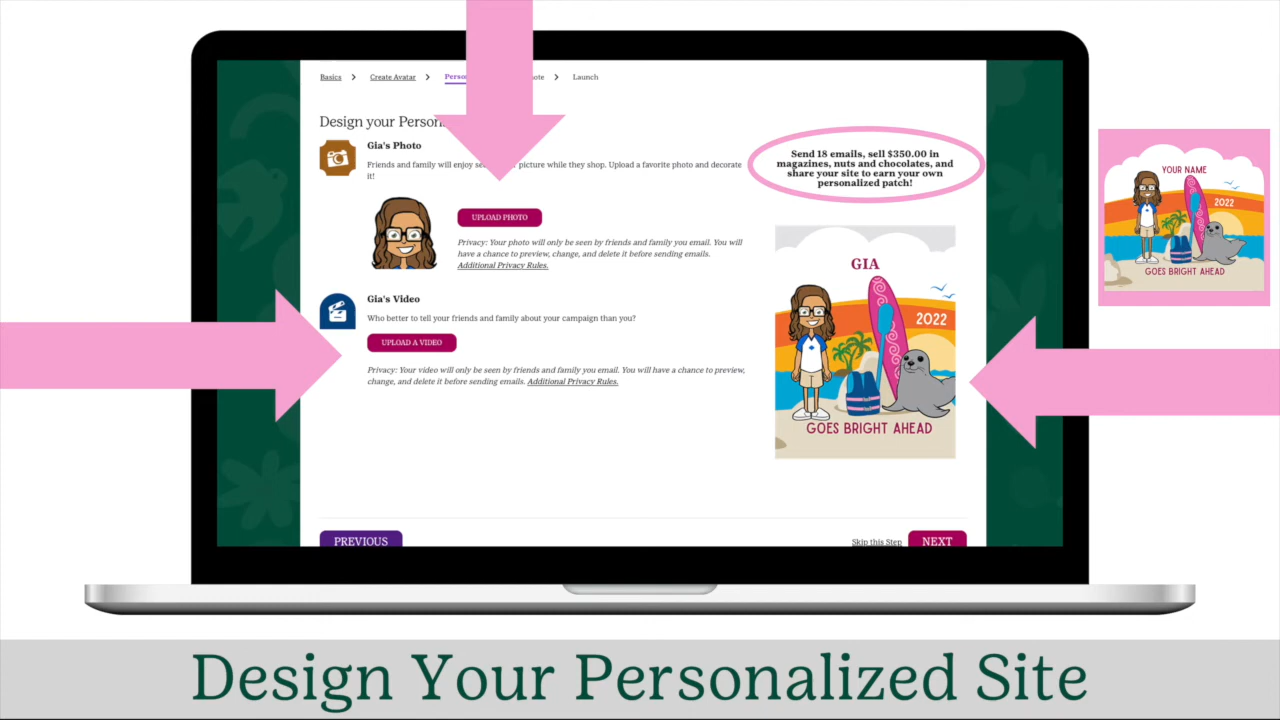 Basics
Create Avatar
Launch
Design your
Gia's Photo
Friends and family will enjoy picture while they shop. Upload a favorite photo and decorate
it!
UPLOAD PHOTO
Privacy: Your photo will only be seen by friends and family you email. You will
have a chance to preview, change, and delete it before sending emails.
Additional Privacy Rules.
Gia's Video
Who better to tell your friends and family about your campaign than you?
UPLOAD A VIDEO
Privacy: Your video will only be seen by friends and family you email. You will have a chance to preview,
change, and delete it before sending emails. Additional Privacy Rules.
Send 18 emails, sell $350.00 in
magazines, nuts and chocolates, and
share your site to earn your own
personalized patch!
GIA
2022
GOES BRIGHT AHEAD
YOUR NAME
2022
GOES BRIGHT AHEAD
PREVIOUS
Skip this Step
NEXT
Design Your Personalized Site